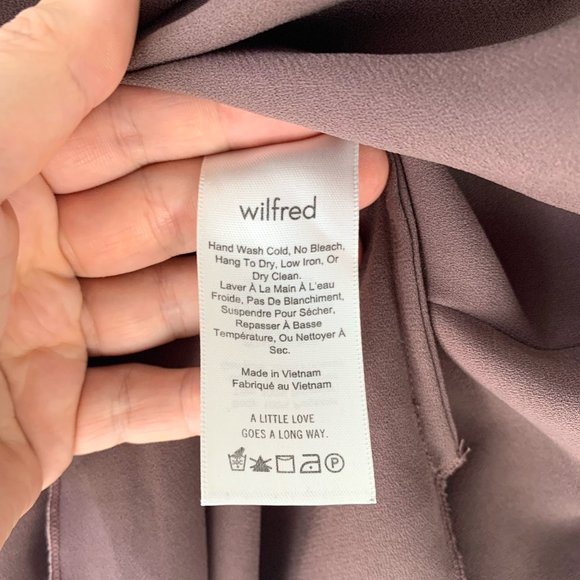 wilfred
Hand Wash Cold, No Bleach,
Hang To Dry, Low Iron, Or
Dry Clean.
Laver À La Main À L'eau
Froide, Pas De Blanchiment,
Suspendre Pour Sécher,
Repasser À Basse
Température, Ou Nettoyer À
Sec.
Made in Vietnam
Fabriqué au Vietnam
A LITTLE LOVE
GOES A LONG WAY.
P